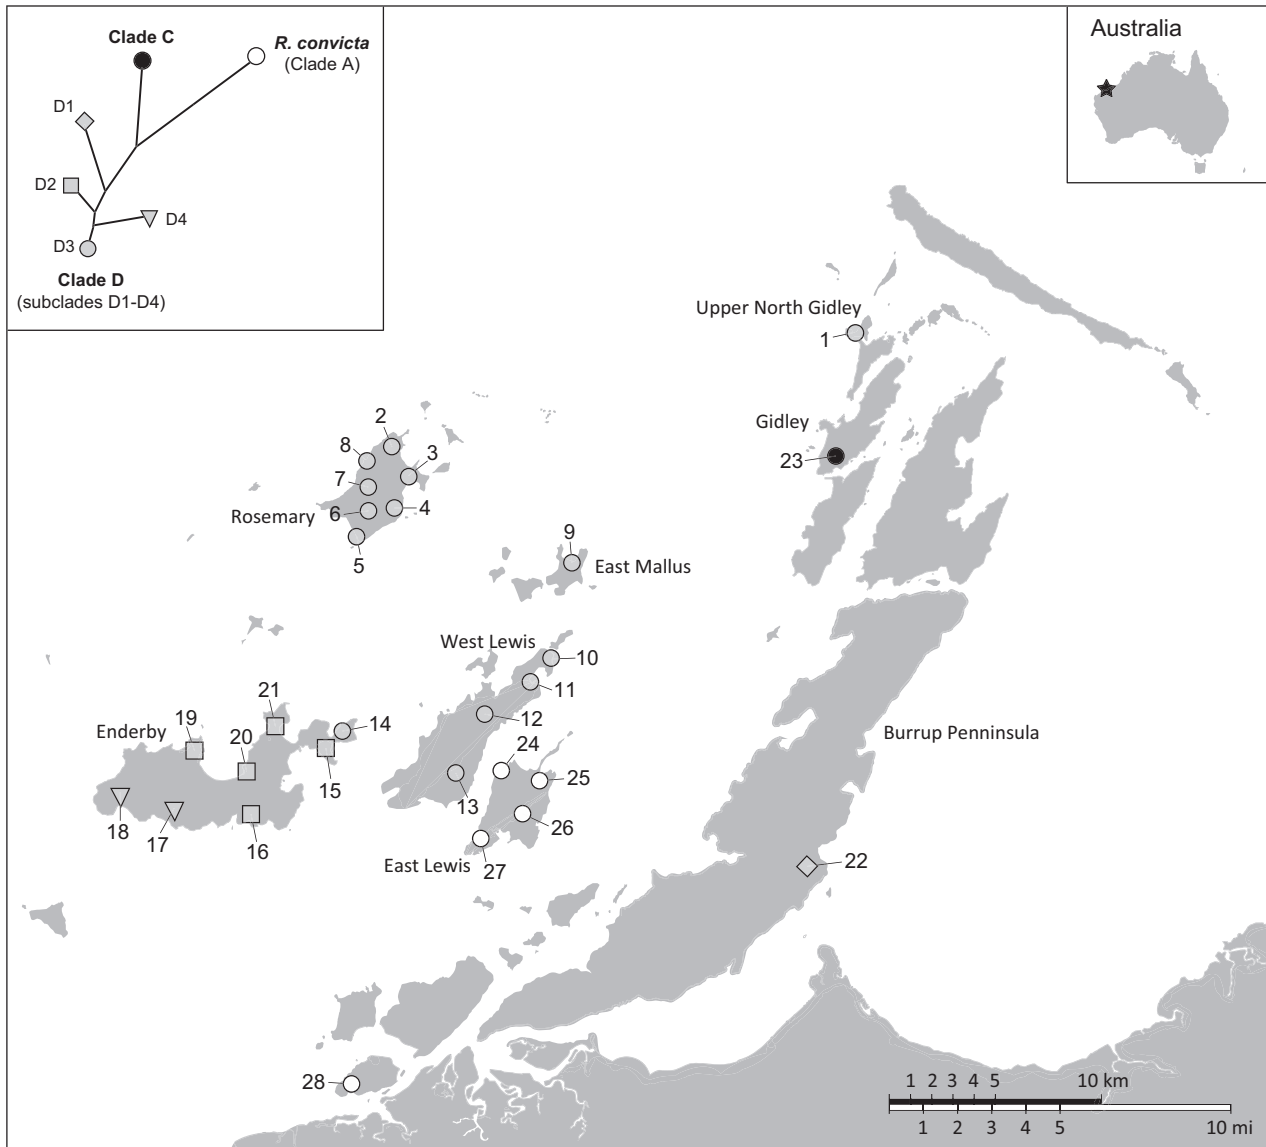 Clade C
R. convicta
(Clade A)
D1
D2
D4
D3
Clade D
(subclades D1-D4)
Australia
Upper North Gidley
1
Gidley
23
2
8
3
7
6
4
Rosemary
5
9
East Mallus
West Lewis
10
11
12
21
14
19
Enderby
20
24
Burrup Penninsula
15
25
13
18
17
26
16
East Lewis
27
22
28
1 2 3 4 5 10 km
1 2 3 4 5 10 mi